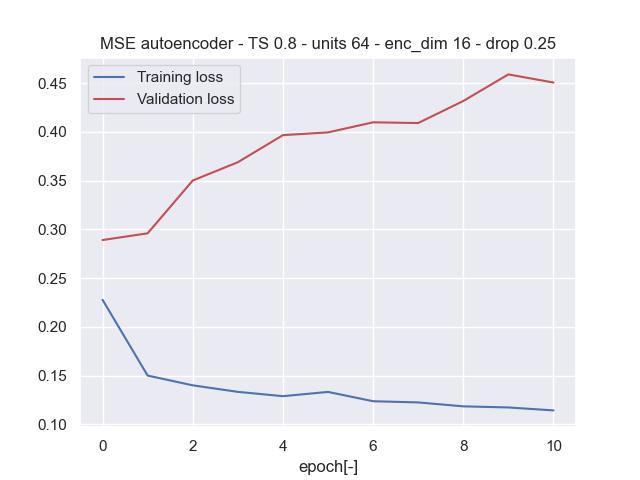 MSE autoencoder - TS 0.8 - units 64 - enc_dim 16 - drop 0.25
Training loss
Validation loss
0.45
0.40
0.35
0.30
0.25
0.20
0.15
0.10
0 2 4 6 8 10
epoch[-]